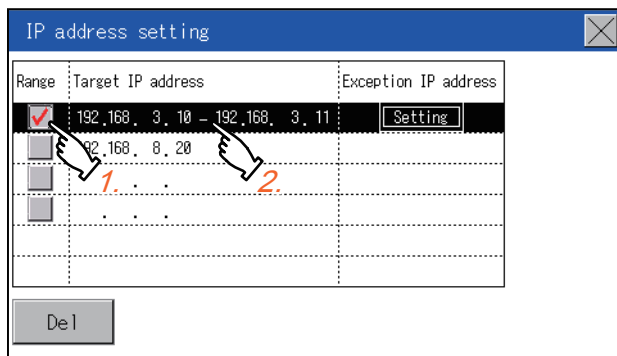 IP address setting
Range Target IP address Exception IP address
192.168. 3. 10 - 192.168. 3. 11 Setting
92.168. 8. 20
1. . . 2.
. . .
Del